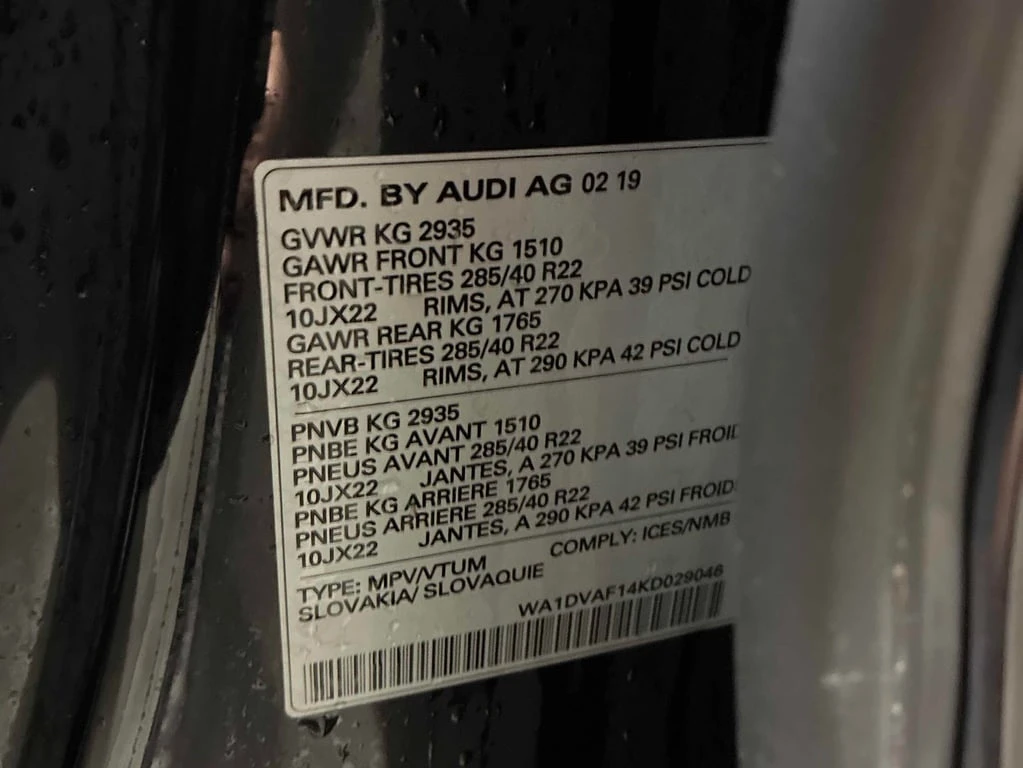 MFD. BY AUDI AG 02 19
GVWR KG 2935
GAWR FRONT KG 1510
FRONT-TIRES 285/40 R22
10JX22 RIMS, AT 270 KPA 39 PSI COLD
GAWR REAR KG 1765
REAR-TIRES 285/40 R22
10JX22 RIMS, AT 290 KPA 42 PSI COLD
PNVB KG 2935
PNBE KG AVANT 1510
PNEUS AVANT 285/40 R22
10JX22 JANTES, A 270 KPA 39 PSI FROID
PNBE KG ARRIERE 1765
PNEUS ARRIERE 285/40 R22
10JX22 JANTES, A 290 KPA 42 PSI FROID
TYPE: MPV/VTUM COMPLY: ICES/NMB
SLOVAKIA/ SLOVAQUIE
WA1DVAF14KD029046